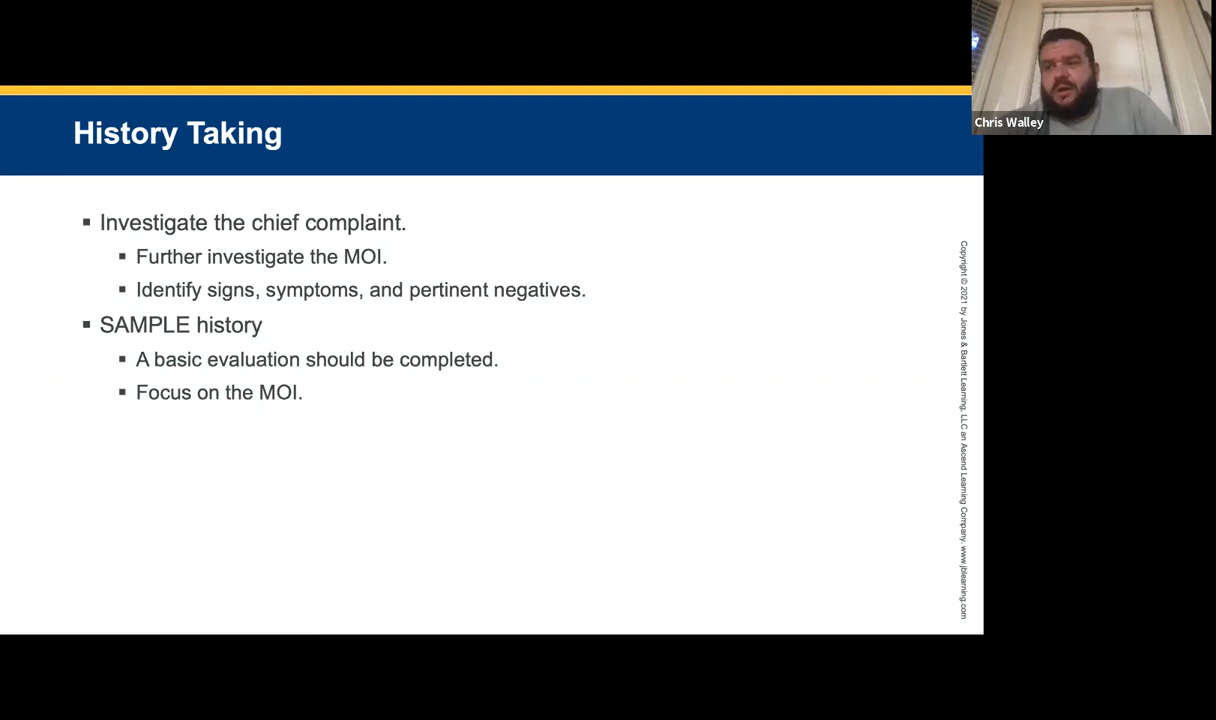 History Taking
▪ Investigate the chief complaint.
▪ Further investigate the MOI.
▪ Identify signs, symptoms, and pertinent negatives.
▪ SAMPLE history
▪ A basic evaluation should be completed.
▪ Focus on the MOI.
Copyright © 2021 by Jones & Bartlett Learning, LLC an Ascend Learning Company. www.jblearning.com
Chris Walley